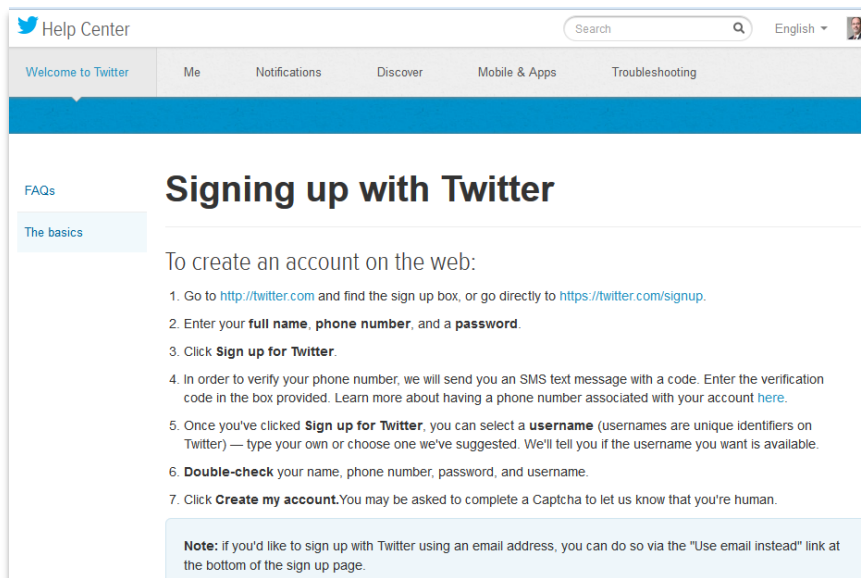 Help Center
Search
English
Welcome to Twitter
Me
Notifications
Discover
Mobile & Apps
Troubleshooting
FAQs
The basics
Signing up with Twitter
To create an account on the web:
1. Go to http://twitter.com and find the sign up box, or go directly to https://twitter.com/signup.
2. Enter your full name, phone number, and a password.
3. Click Sign up for Twitter.
4. In order to verify your phone number, we will send you an SMS text message with a code. Enter the verification
code in the box provided. Learn more about having a phone number associated with your account here.
5. Once you've clicked Sign up for Twitter, you can select a username (usernames are unique identifiers on
Twitter) — type your own or choose one we've suggested. We'll tell you if the username you want is available.
6. Double-check your name, phone number, password, and username.
7. Click Create my account.You may be asked to complete a Captcha to let us know that you're human.
Note: if you'd like to sign up with Twitter using an email address, you can do so via the "Use email instead" link at
the bottom of the sign up page.